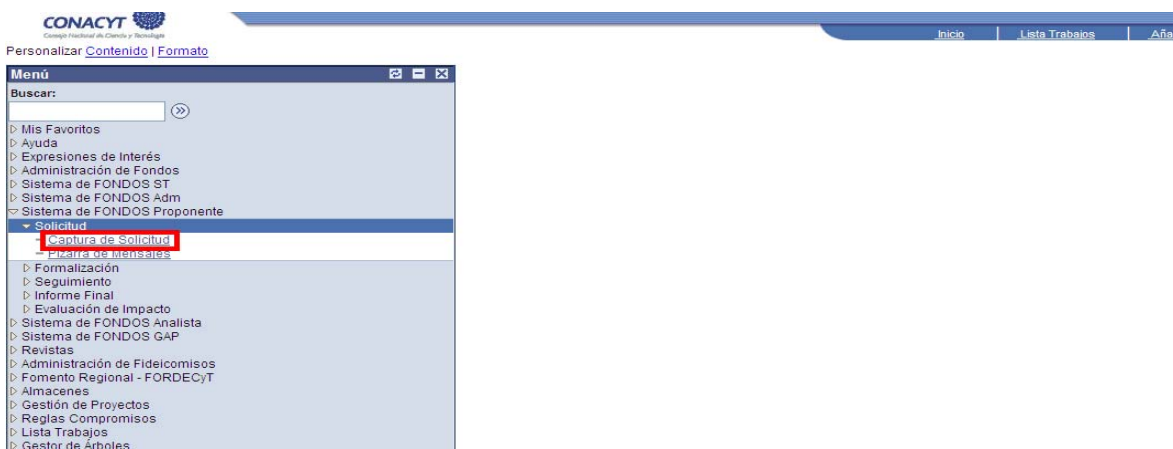 CONACYT
Consejo Nacional de Ciencia y Tecnología
Inicio | Lista Trabajos | Aña
Personalizar Contenido | Formato
Menú
Buscar:
Mis Favoritos
Ayuda
Expresiones de Interés
Administración de Fondos
Sistema de FONDOS ST
Sistema de FONDOS Adm
Sistema de FONDOS Proponente
Solicitud
– Captura de Solicitud
– Pizarra de Mensajes
Formalización
Seguimiento
Informe Final
Evaluación de Impacto
Sistema de FONDOS Analista
Sistema de FONDOS GAP
Revistas
Administración de Fideicomisos
Fomento Regional - FORDECyT
Almacenes
Gestión de Proyectos
Reglas Compromisos
Lista Trabajos
Gestor de Árboles